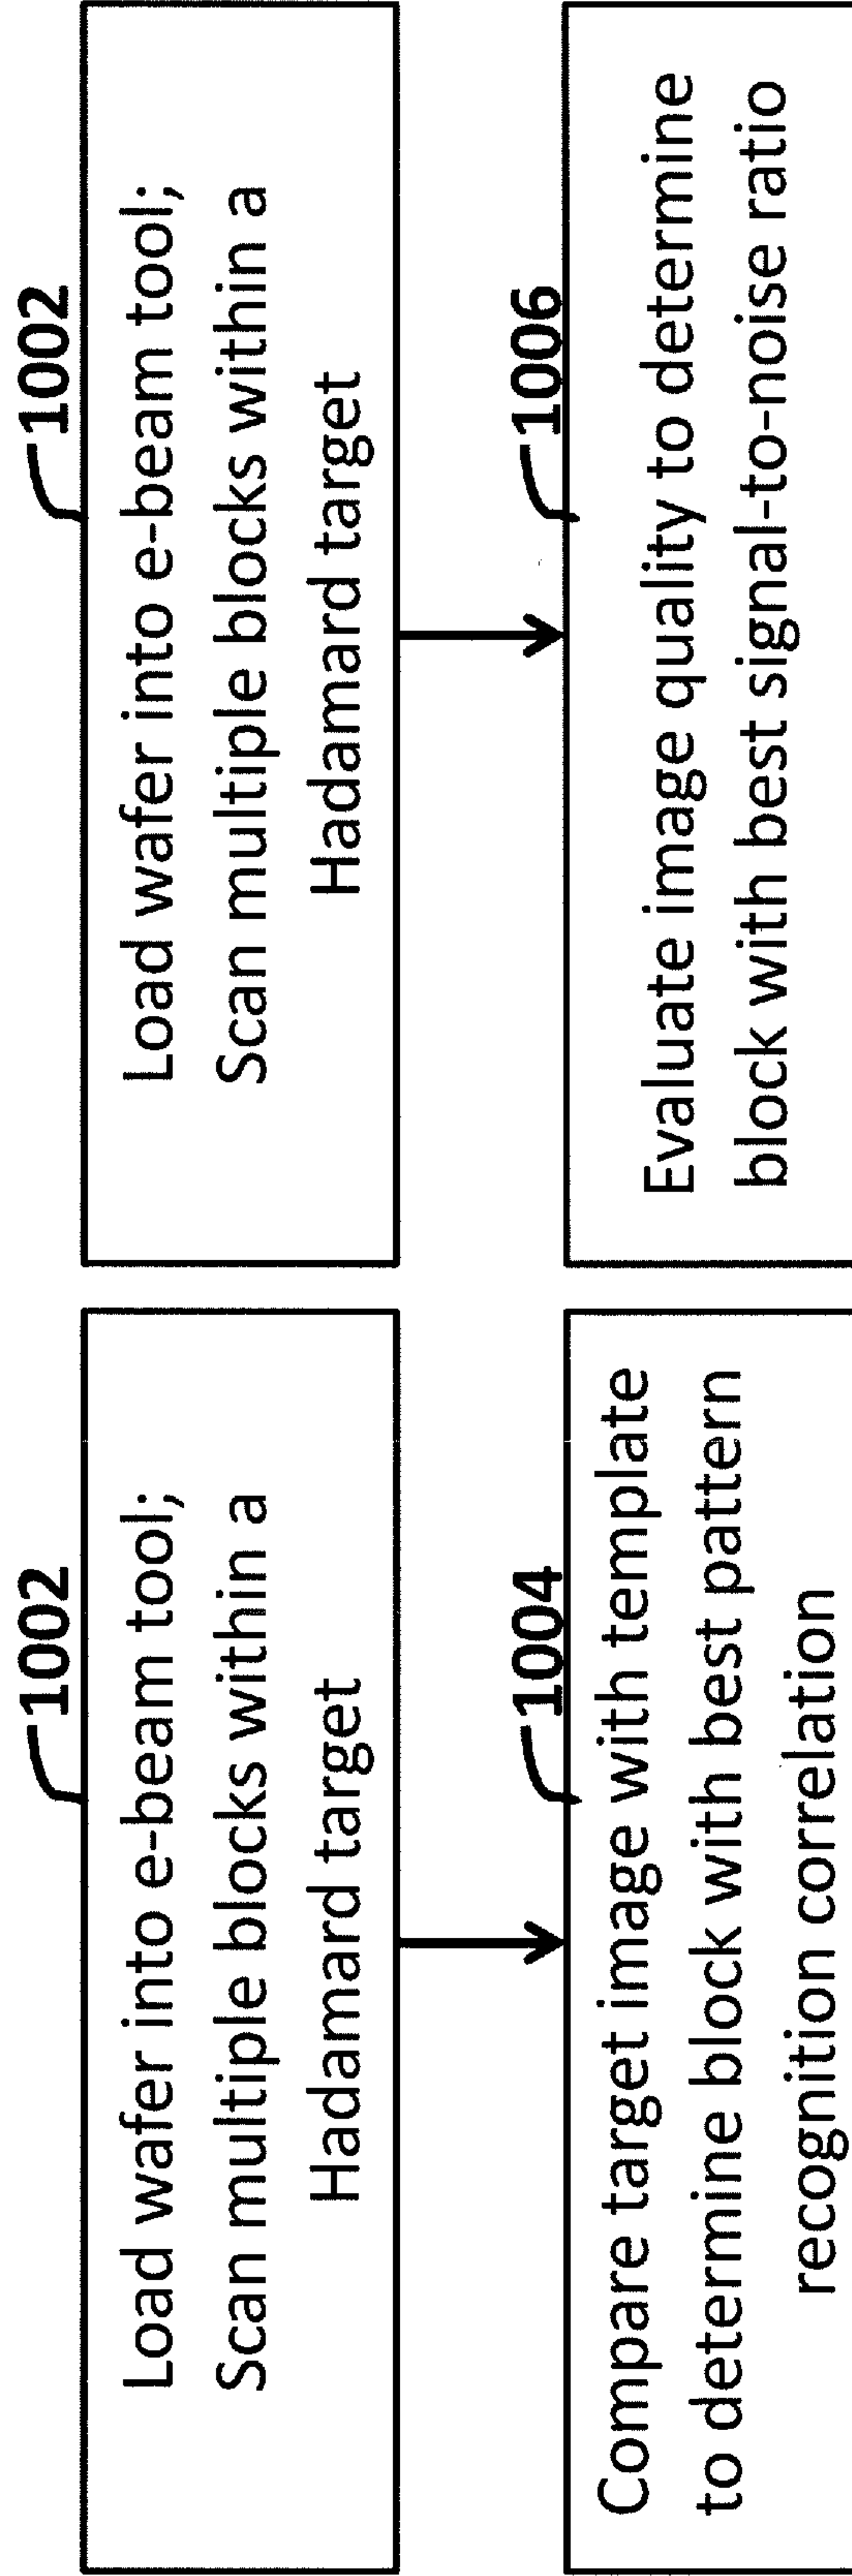 1002
Load wafer into e-beam tool;
Scan multiple blocks within a
Hadamard target
1004
Compare target image with template
to determine block with best pattern
recognition correlation
1002
Load wafer into e-beam tool;
Scan multiple blocks within a
Hadamard target
1006
Evaluate image quality to determine
block with best signal-to-noise ratio